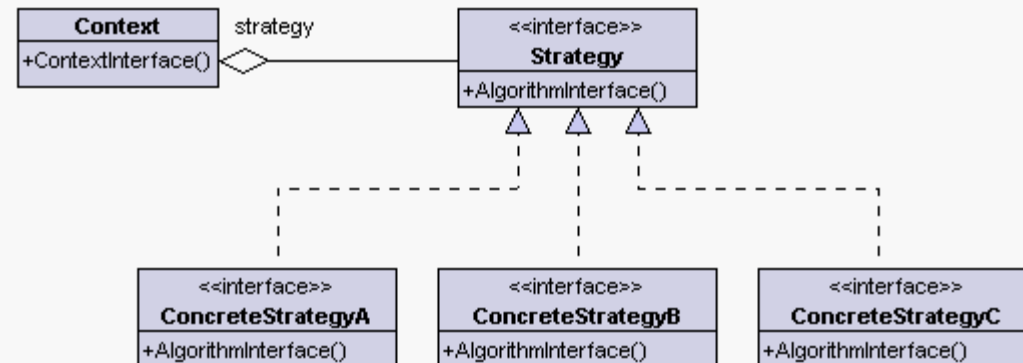 Context
+ContextInterface()
strategy
<<interface>>
Strategy
+AlgorithmInterface()
<<interface>>
ConcreteStrategyA
+AlgorithmInterface()
<<interface>>
ConcreteStrategyB
+AlgorithmInterface()
<<interface>>
ConcreteStrategyC
+AlgorithmInterface()